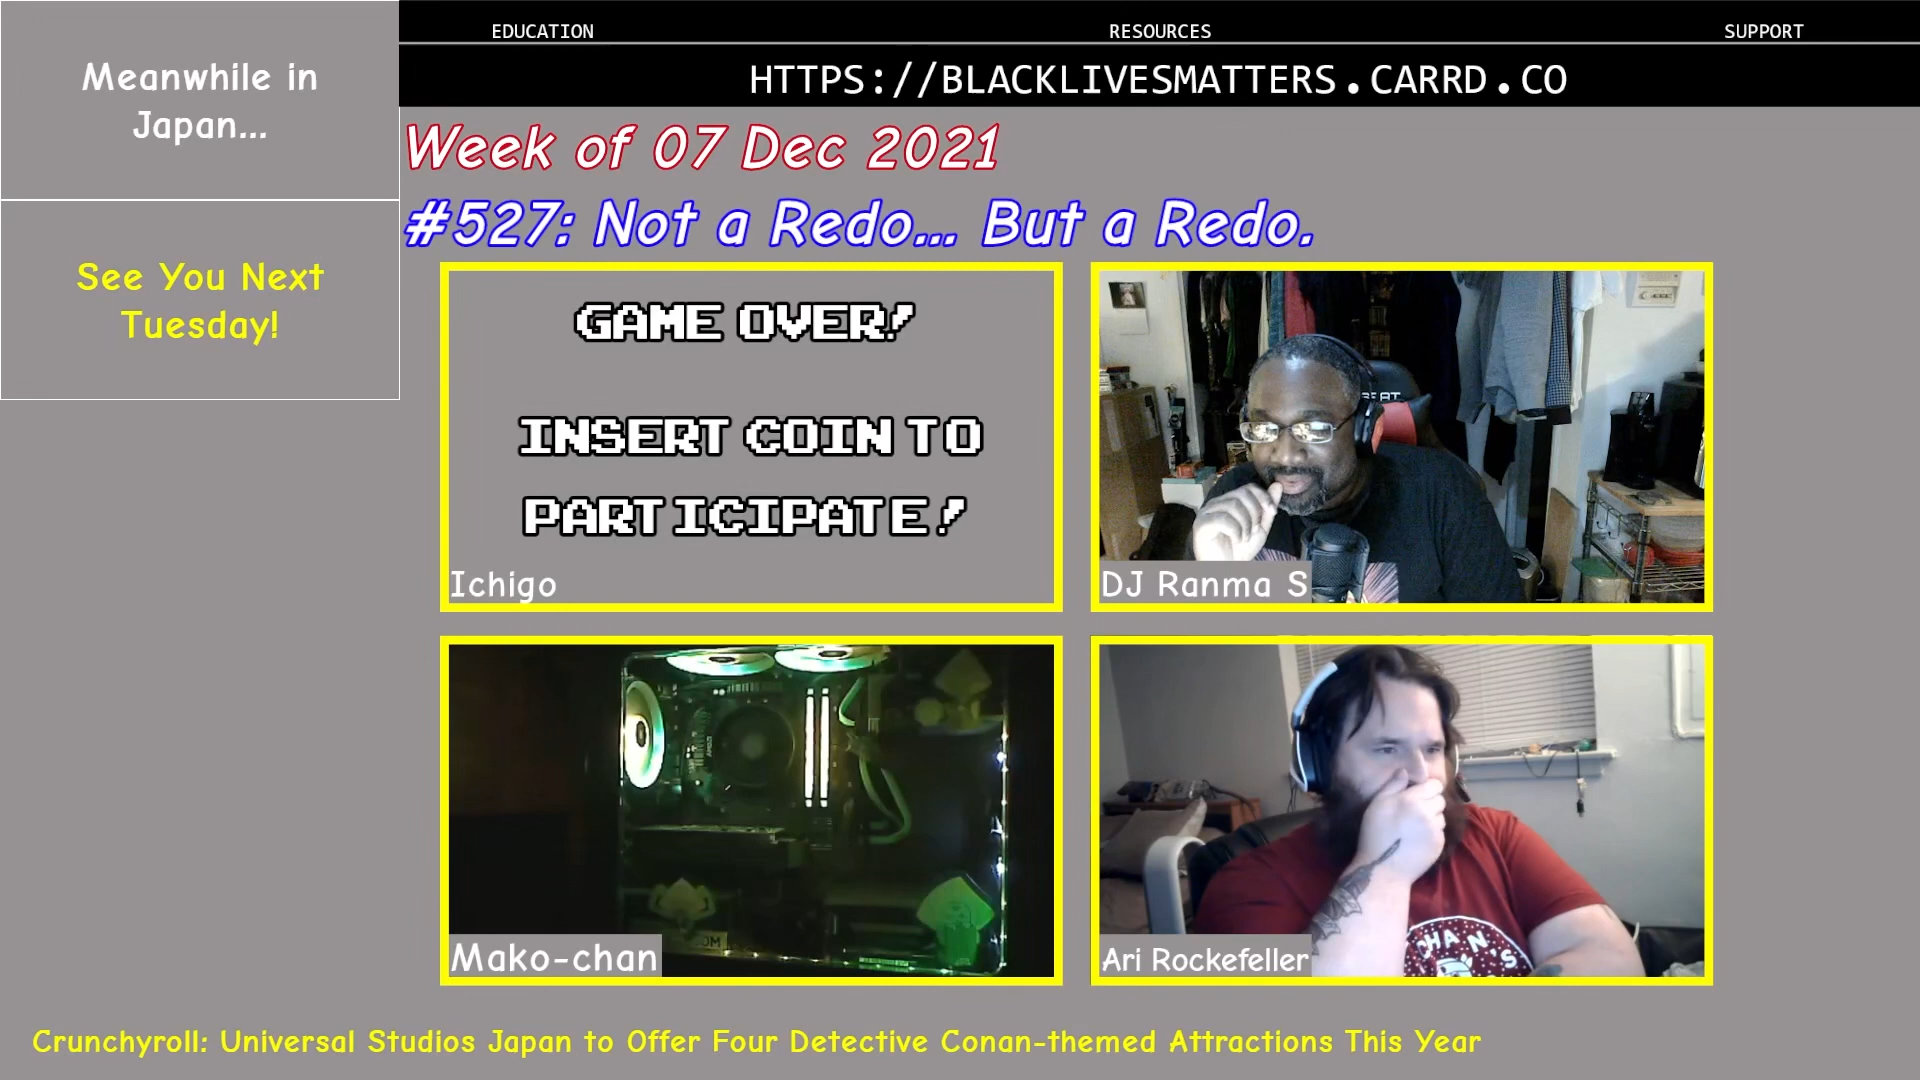 Meanwhile in
Japan...
See You Next
Tuesday!
EDUCATION
RESOURCES
SUPPORT
HTTPS://BLACKLIVESMATTERS.CARRD.CO
Week of 07 Dec 2021
#527: Not a Redo... But a Redo.
GAME OVER!
INSERT COIN TO
PARTICIPATE!
Ichigo
DJ Ranma S
Mako-chan
CHAN'S
Ari Rockefeller
Crunchyroll: Universal Studios Japan to Offer Four Detective Conan-themed Attractions This Year